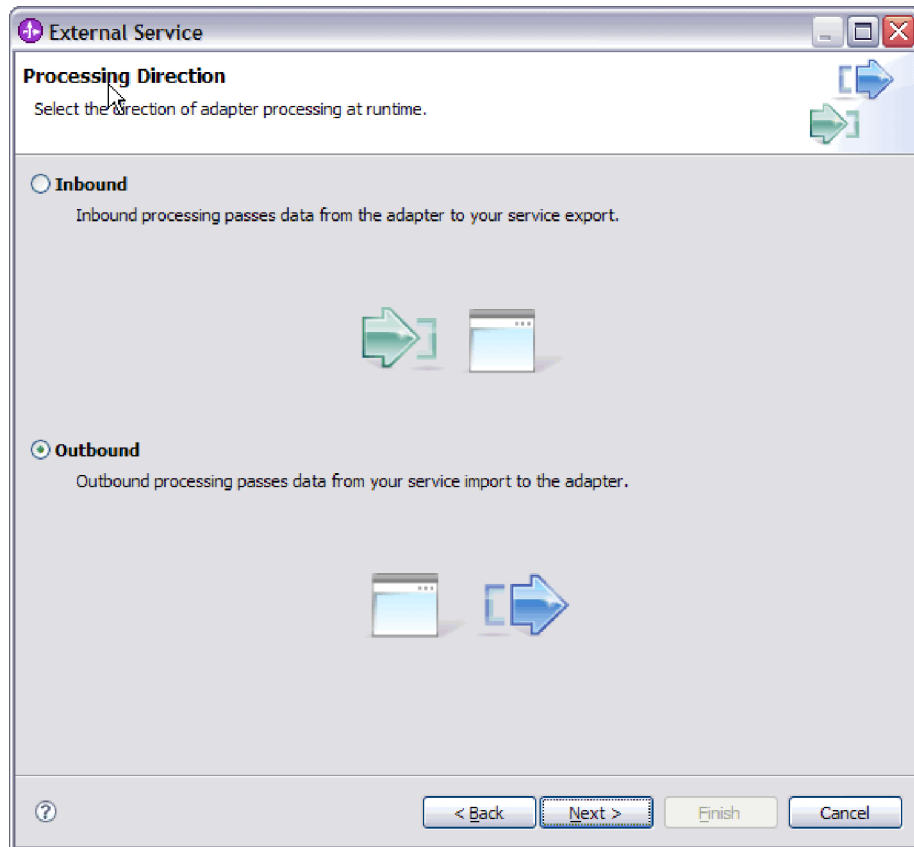 External Service
Processing Direction
Select the direction of adapter processing at runtime.
Inbound
Inbound processing passes data from the adapter to your service export.
Outbound
Outbound processing passes data from your service import to the adapter.
< Back
Next >
Finish
Cancel